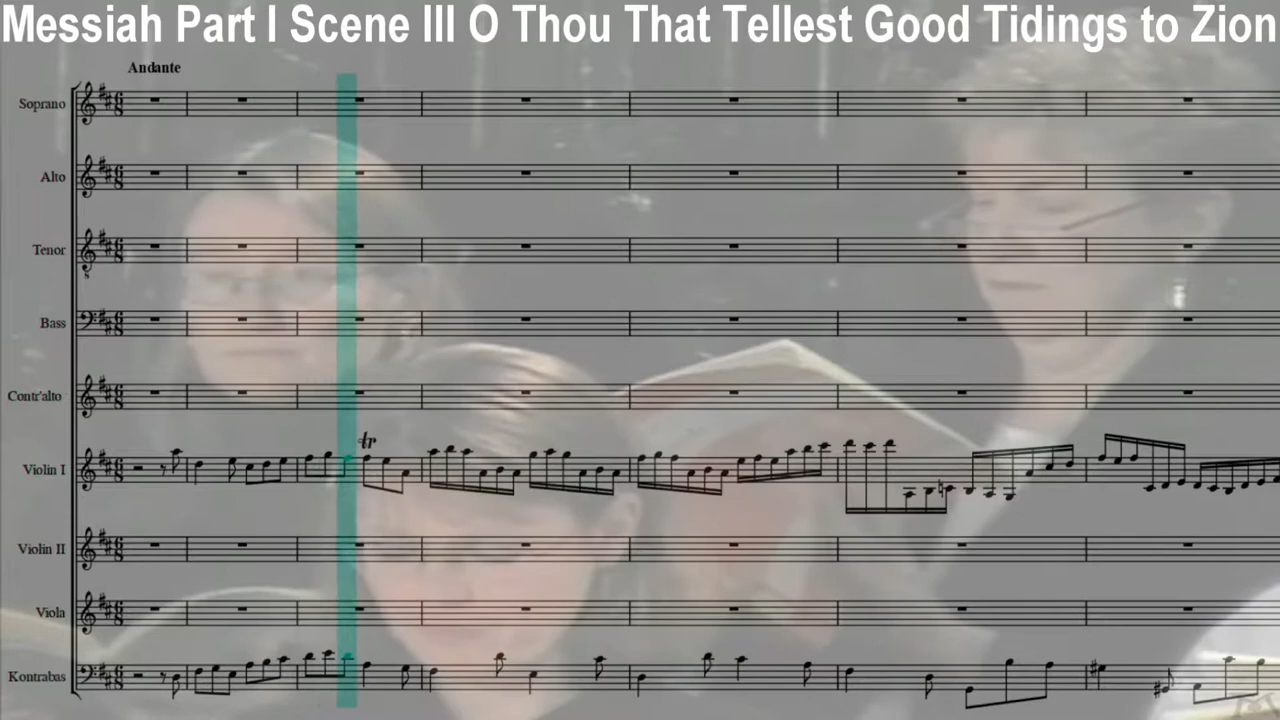 Messiah Part I Scene III O Thou That Tellest Good Tidings to Zion
Andante
Soprano
Alto
Tenor
Bass
Contr'alto
tr
Violin I
Violin II
Viola
Kontrabas